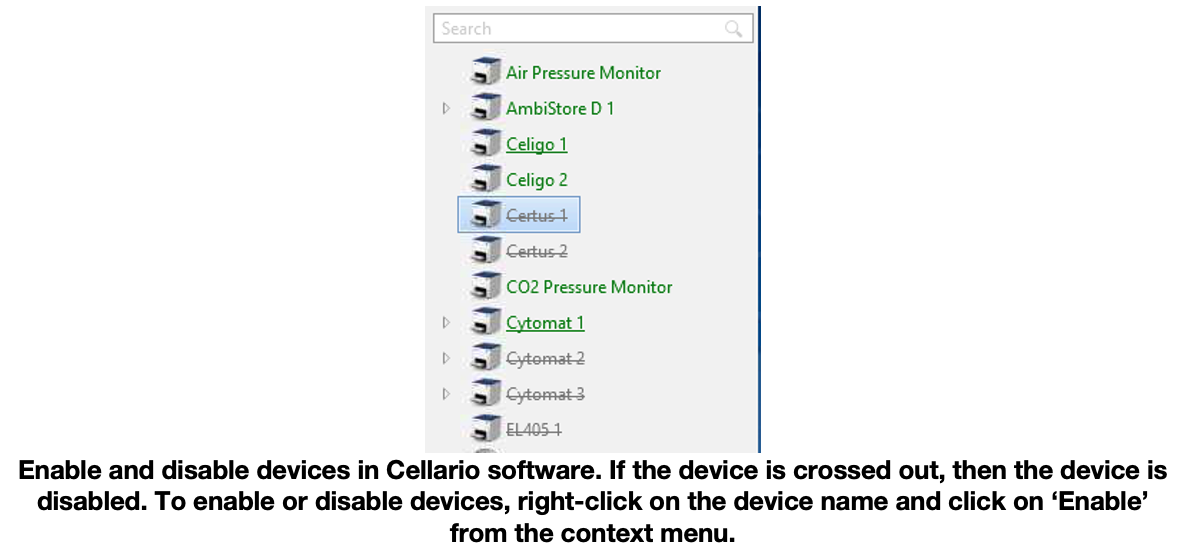 Search
Air Pressure Monitor
AmbiStore D 1
Celigo 1
Celigo 2
Certus 1
Certus 2
CO2 Pressure Monitor
Cytomat 1
Cytomat 2
Cytomat 3
EL405 1
Enable and disable devices in Cellario software. If the device is crossed out, then the device is
disabled. To enable or disable devices, right-click on the device name and click on ‘Enable’
from the context menu.